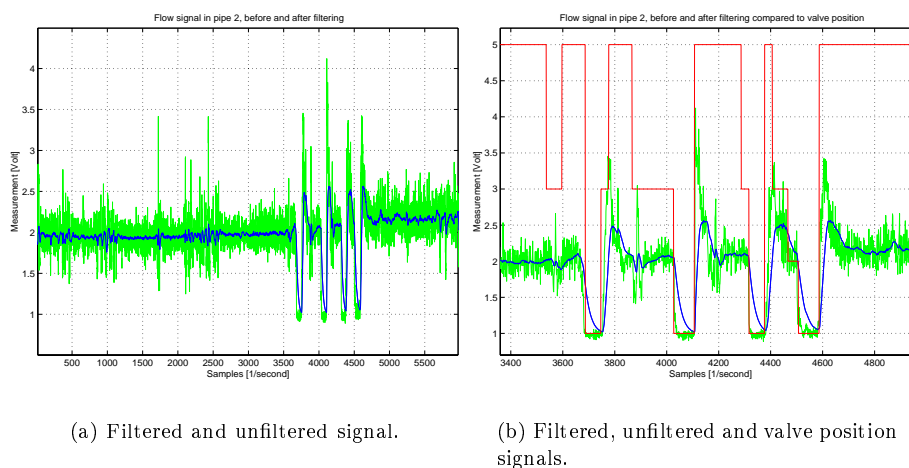 Flow signal in pipe 2, before and after filtering
Measurement [Volt]
4
3.5
3
2.5
2
1.5
1
500 1000 1500 2000 2500 3000 3500 4000 4500 5000 5500
Samples [1/second]
(a) Filtered and unfiltered signal.
Flow signal in pipe 2, before and after filtering compared to valve position
Measurement [Volt]
5
4.5
4
3.5
3
2.5
2
1.5
1
3400 3600 3800 4000 4200 4400 4600 4800
Samples [1/second]
(b) Filtered, unfiltered and valve position
signals.